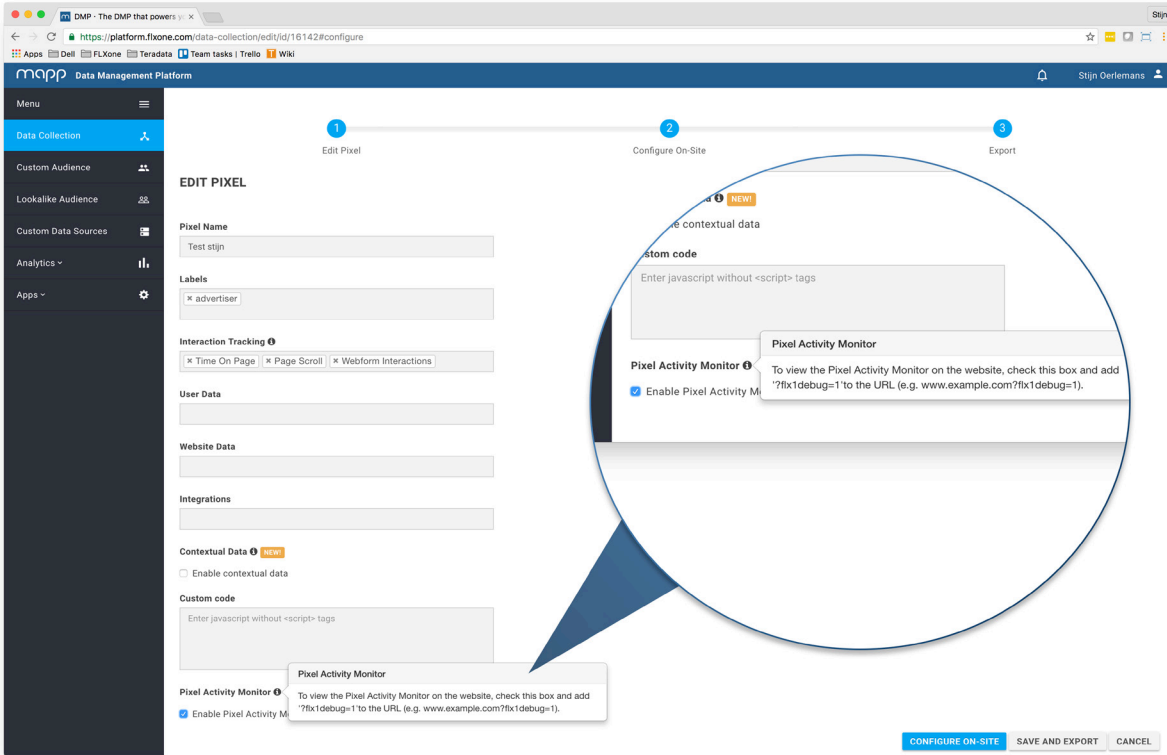 DMP - The DMP that powers yo
Stijn
https://platform.flxone.com/data-collection/edit/id/16142#configure
Apps Dell FLXone Teradata Team tasks | Trello Wiki
mapp Data Management Platform
Stijn Oerlemans
Menu
Data Collection
Custom Audience
Lookalike Audience
Custom Data Sources
Analytics
Apps
1 2 3
Edit Pixel Configure On-Site Export
EDIT PIXEL
Pixel Name
Test stijn
Labels
× advertiser
Interaction Tracking
× Time On Page × Page Scroll × Webform Interactions
User Data
Website Data
Integrations
Contextual Data NEW!
Enable contextual data
Custom code
Enter javascript without <script> tags
Pixel Activity Monitor
Enable Pixel Activity M
Pixel Activity Monitor
To view the Pixel Activity Monitor on the website, check this box and add
'?flx1debug=1'to the URL (e.g. www.example.com?flx1debug=1).
NEW!
contextual data
stom code
Enter javascript without <script> tags
Pixel Activity Monitor
Enable Pixel Activity M
Pixel Activity Monitor
To view the Pixel Activity Monitor on the website, check this box and add
'?flx1debug=1'to the URL (e.g. www.example.com?flx1debug=1).
CONFIGURE ON-SITE SAVE AND EXPORT CANCEL